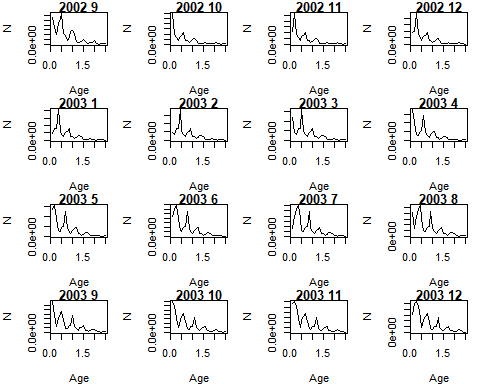 2002 9 2002 10 2002 11 2002 12
N N N N
0.0e+00 0.0e+00 0.0e+00 0.0e+00
0.0 1.5 0.0 1.5 0.0 1.5 0.0 1.5
Age Age Age Age
2003 1 2003 2 2003 3 2003 4
N N N N
0.0e+00 0.0e+00 0.0e+00 0.0e+00
0.0 1.5 0.0 1.5 0.0 1.5 0.0 1.5
Age Age Age Age
2003 5 2003 6 2003 7 2003 8
N N N N
0.0e+00 0.0e+00 0.0e+00 0e+00
0.0 1.5 0.0 1.5 0.0 1.5 0.0 1.5
Age Age Age Age
2003 9 2003 10 2003 11 2003 12
N N N N
0.0e+00 0.0e+00 0.0e+00 0e+00
0.0 1.5 0.0 1.5 0.0 1.5 0.0 1.5
Age Age Age Age